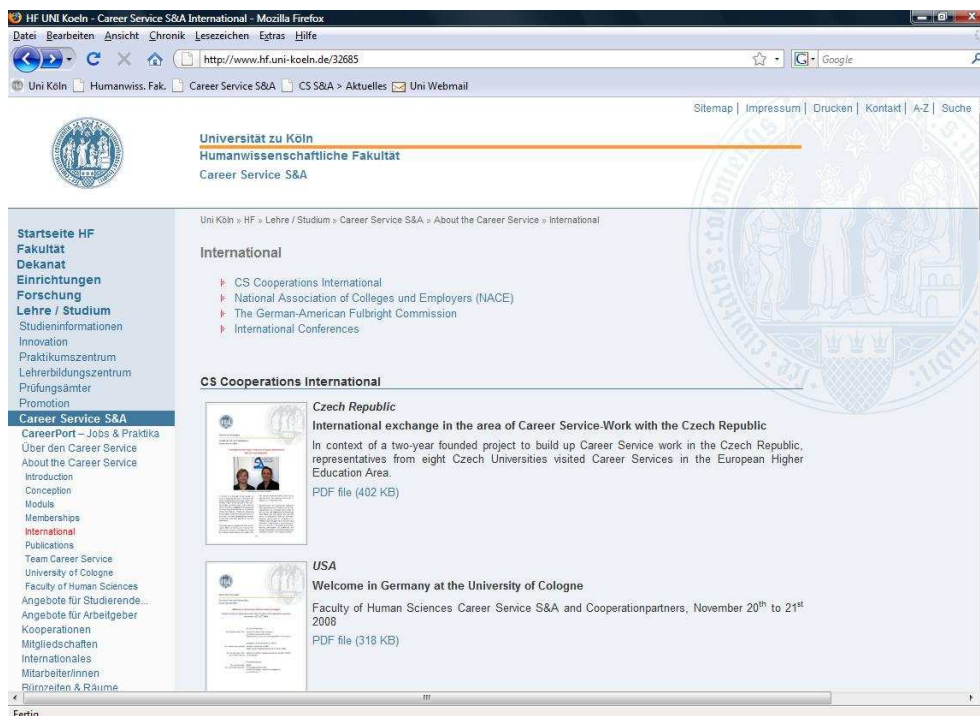 HF UNI Koeln - Career Service S&A International - Mozilla Firefox
Datei Bearbeiten Ansicht Chronik Lesezeichen Extras Hilfe
http://www.hf.uni-koeln.de/32685
Google
Uni Köln Humanwiss. Fak. Career Service S&A CS S&A > Aktuelles Uni Webmail
Sitemap | Impressum | Drucken | Kontakt | A-Z | Suche
Universität zu Köln
Humanwissenschaftliche Fakultät
Career Service S&A
Uni Köln » HF » Lehre / Studium » Career Service S&A » About the Career Service » International
Startseite HF
Fakultät
Dekanat
Einrichtungen
Forschung
Lehre / Studium
Studieninformationen
Innovation
Praktikumszentrum
Lehrerbildungszentrum
Prüfungsämter
Promotion
Career Service S&A
CareerPort – Jobs & Praktika
Über den Career Service
About the Career Service
Introduction
Conception
Moduls
Memberships
International
Publications
Team Career Service
University of Cologne
Faculty of Human Sciences
Angebote für Studierende...
Angebote für Arbeitgeber
Kooperationen
Mitgliedschaften
Internationales
Mitarbeiter/innen
Bürozeiten & Räume
International
CS Cooperations International
National Association of Colleges und Employers (NACE)
The German-American Fulbright Commission
International Conferences
CS Cooperations International
Czech Republic
International exchange in the area of Career Service-Work with the Czech Republic
In context of a two-year founded project to build up Career Service work in the Czech Republic,
representatives from eight Czech Universities visited Career Services in the European Higher
Education Area.
PDF file (402 KB)
USA
Welcome in Germany at the University of Cologne
Faculty of Human Sciences Career Service S&A and Cooperationpartners, November 20th to 21st
2008
PDF file (318 KB)
Fertig